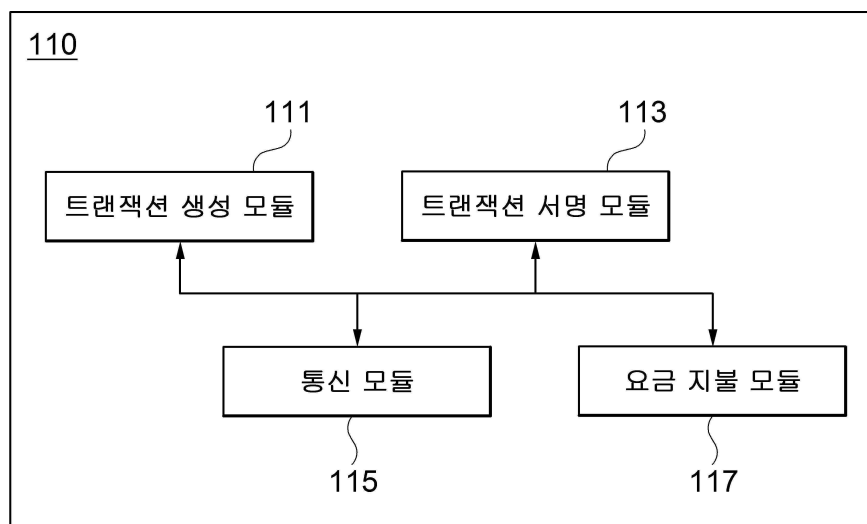 110
111
113
트랜잭션 생성 모듈
트랜잭션 서명 모듈
통신 모듈
요금 지불 모듈
115
117